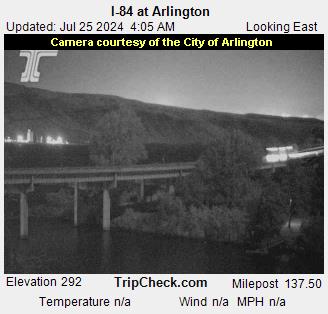 I-84 at Arlington
Updated: Jul 25 2024 4:05 AM Looking East
Camera courtesy of the City of Arlington
Elevation 292 TripCheck.com Milepost 137.50
Temperature n/a Wind n/a MPH n/a